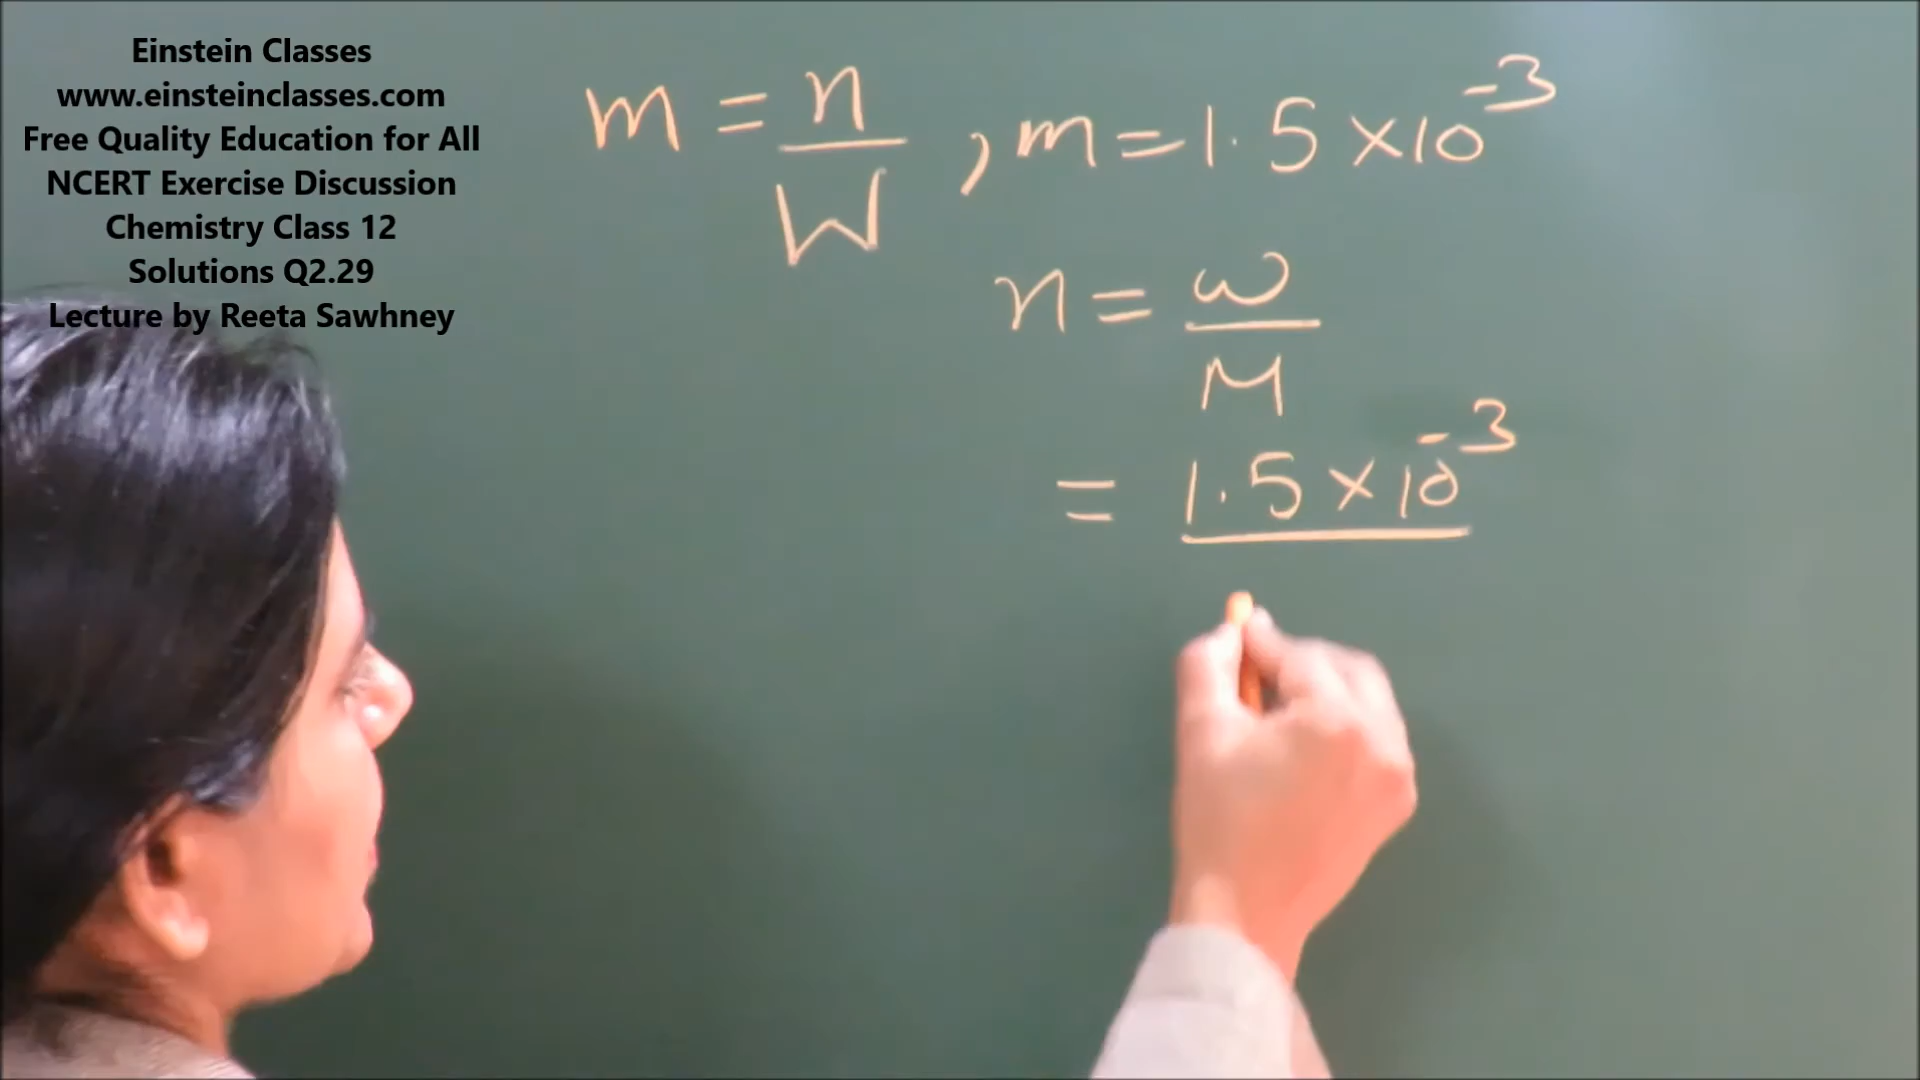 Einstein Classes
www.einsteinclasses.com
Free Quality Education for All
NCERT Exercise Discussion
Chemistry Class 12
Solutions Q2.29
Lecture by Reeta Sawhney
m = n/W , m = 1.5 × 10⁻³
n = w/M
= 1.5 × 10⁻³